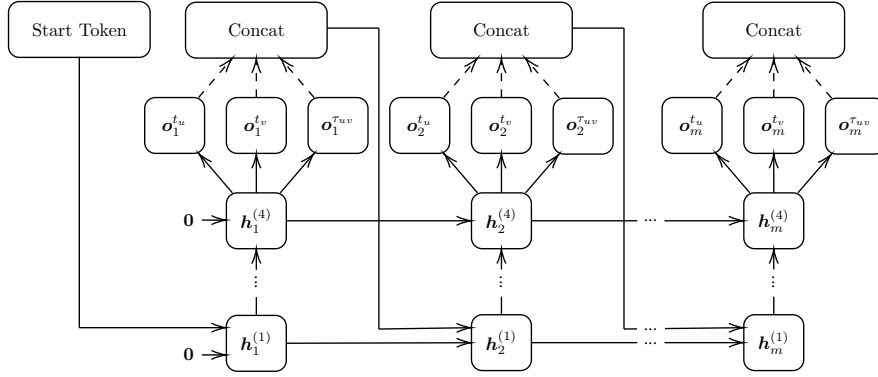 Start Token Concat Concat Concat
o_1^{t_u} o_1^{t_v} o_1^{τ_{uv}} o_2^{t_u} o_2^{t_v} o_2^{τ_{uv}} o_m^{t_u} o_m^{t_v} o_m^{τ_{uv}}
0 h_1^{(4)} h_2^{(4)} ... h_m^{(4)}
... ... ...
h_1^{(1)} h_2^{(1)} ... h_m^{(1)}
0 ...